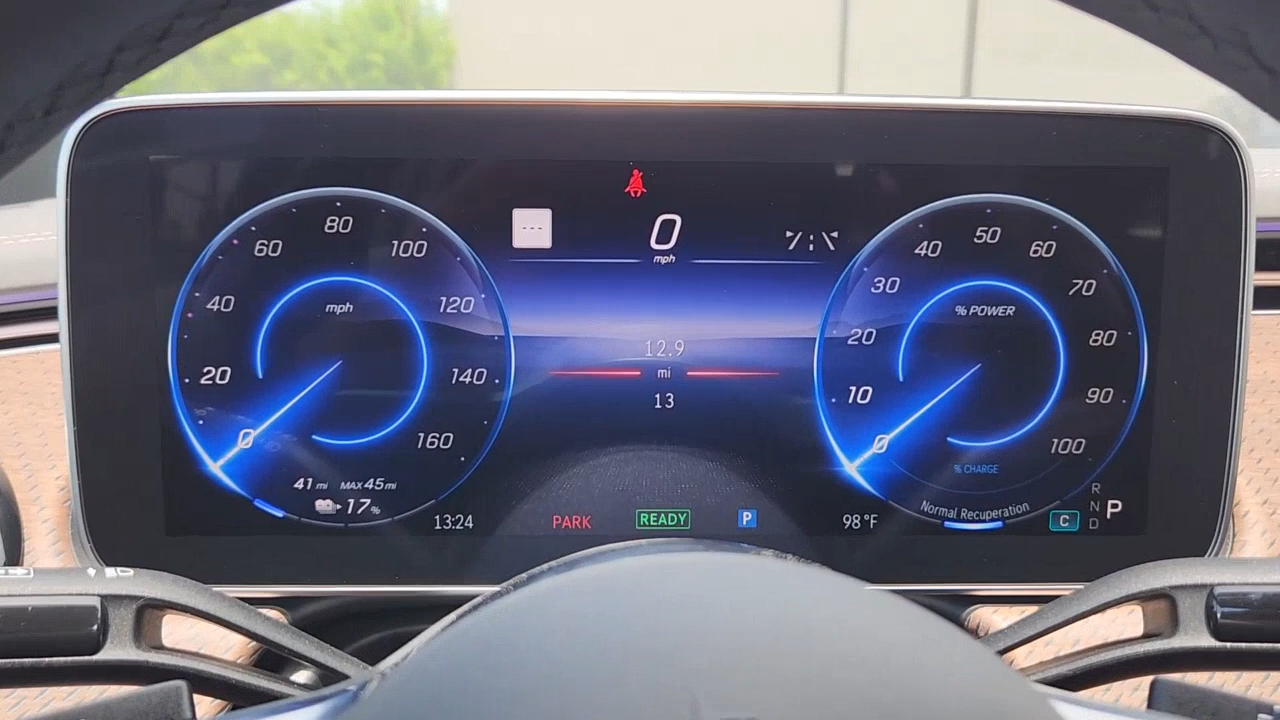 ---
0
mph
80
60
100
40
mph
120
20
140
0
160
41 mi MAX 45 mi
17%
13:24
12.9
mi
13
PARK
READY
P
98°F
50
40
60
30
% POWER
70
20
80
10
90
0
100
% CHARGE
Normal Recuperation
C
R
N
D
P